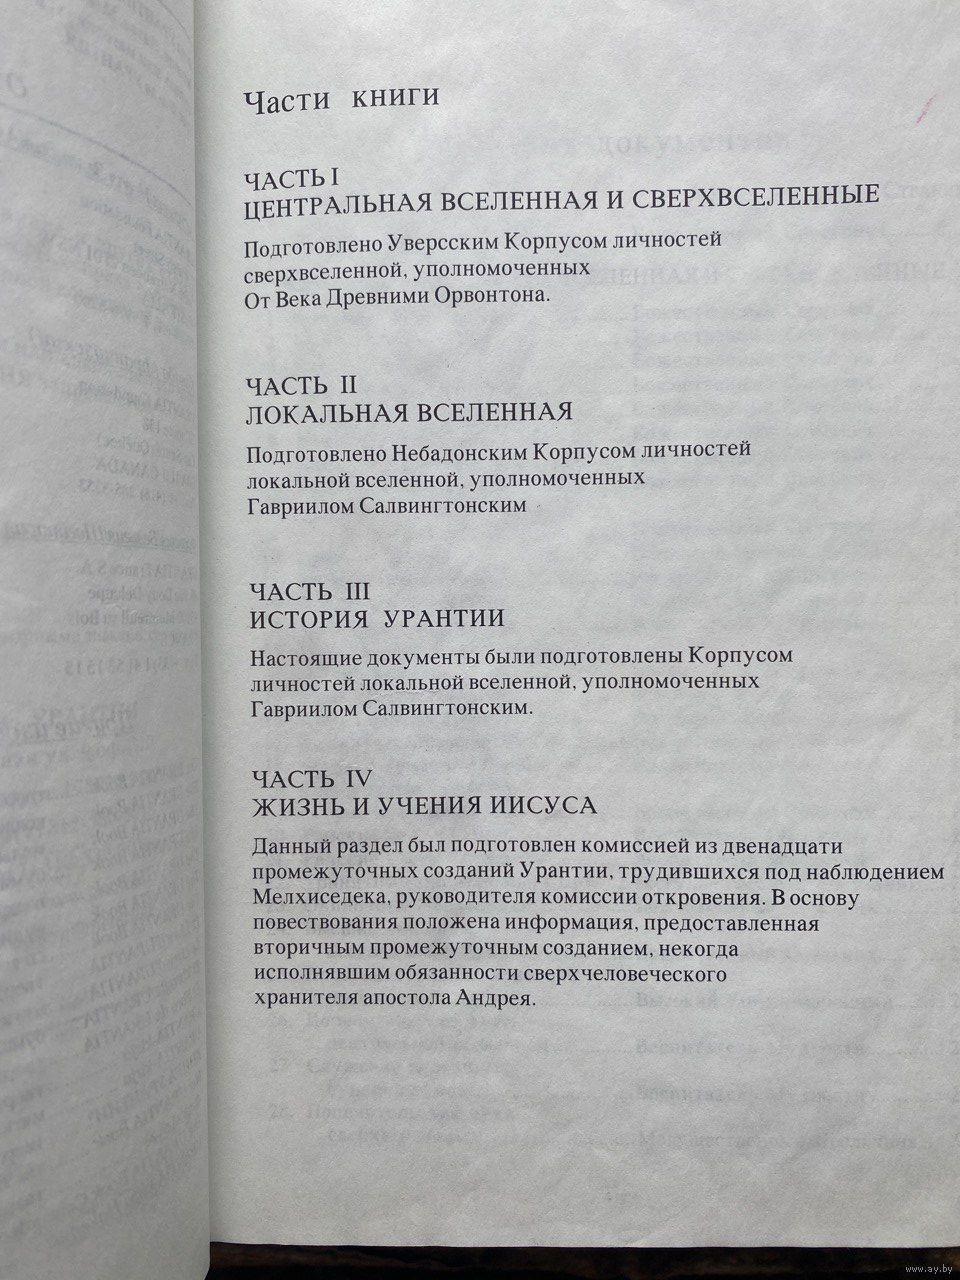 Части книги
ЧАСТЬ I
ЦЕНТРАЛЬНАЯ ВСЕЛЕННАЯ И СВЕРХВСЕЛЕННЫЕ
Подготовлено Уверсским Корпусом личностей
сверхвселенной, уполномоченных
От Века Древними Орвонтона.
ЧАСТЬ II
ЛОКАЛЬНАЯ ВСЕЛЕННАЯ
Подготовлено Небадонским Корпусом личностей
локальной вселенной, уполномоченных
Гавриилом Салвингтонским
ЧАСТЬ III
ИСТОРИЯ УРАНТИИ
Настоящие документы были подготовлены Корпусом
личностей локальной вселенной, уполномоченных
Гавриилом Салвингтонским.
ЧАСТЬ IV
ЖИЗНЬ И УЧЕНИЯ ИИСУСА
Данный раздел был подготовлен комиссией из двенадцати
промежуточных созданий Урантии, трудившихся под наблюдением
Мелхиседека, руководителя комиссии откровения. В основу
повествования положена информация, предоставленная
вторичным промежуточным созданием, некогда
исполнявшим обязанности сверхчеловеческого
хранителя апостола Андрея.
www.ay.by